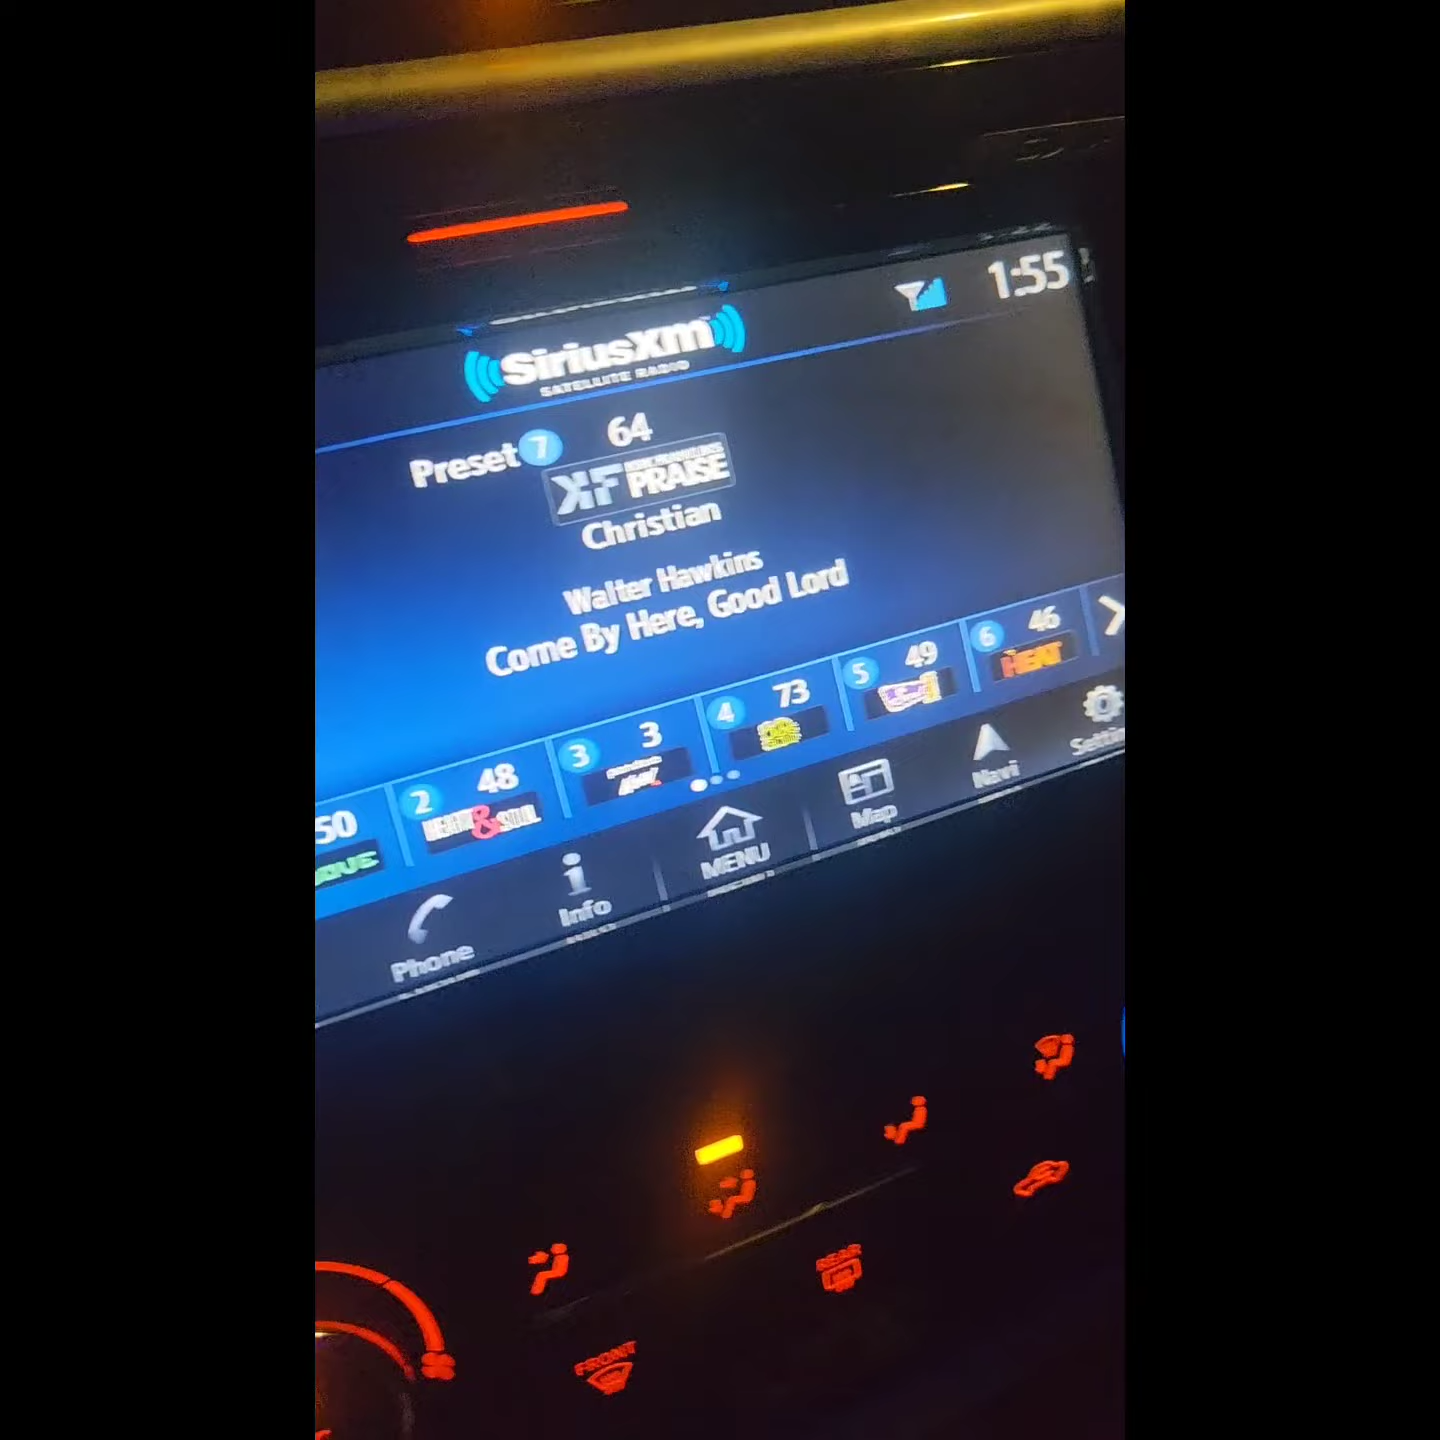 1:55
SiriusXm
SATELLITE RADIO
Preset 7
64
KF
PRAISE
Christian
Walter Hawkins
Come By Here, Good Lord
50
2 48
HEART & SOUL
3 3
4 73
5 49
6 46
HEAT
Phone
Info
MENU
Map
Navi
REAR
FRONT